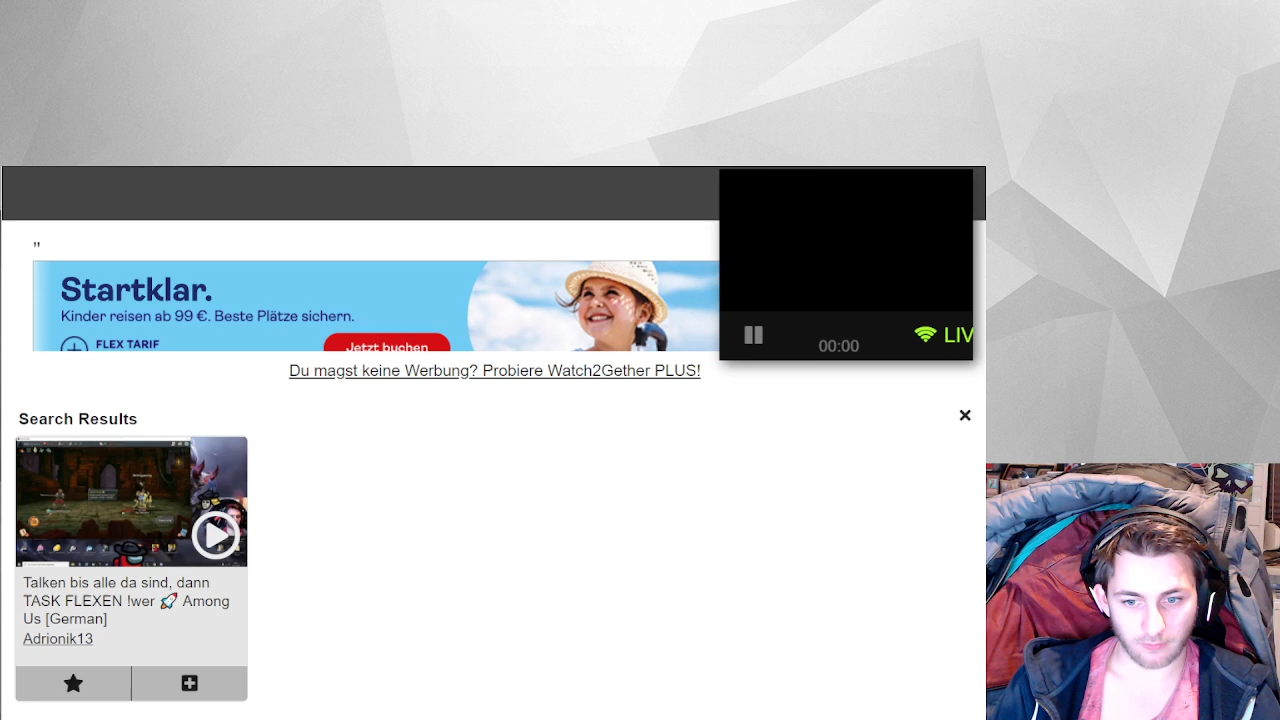 "
Startklar.
Kinder reisen ab 99 €. Beste Plätze sichern.
FLEX TARIF
Jetzt buchen
00:00
LIV
Du magst keine Werbung? Probiere Watch2Gether PLUS!
Search Results
Talken bis alle da sind, dann
TASK FLEXEN !wer 🚀 Among
Us [German]
Adrionik13